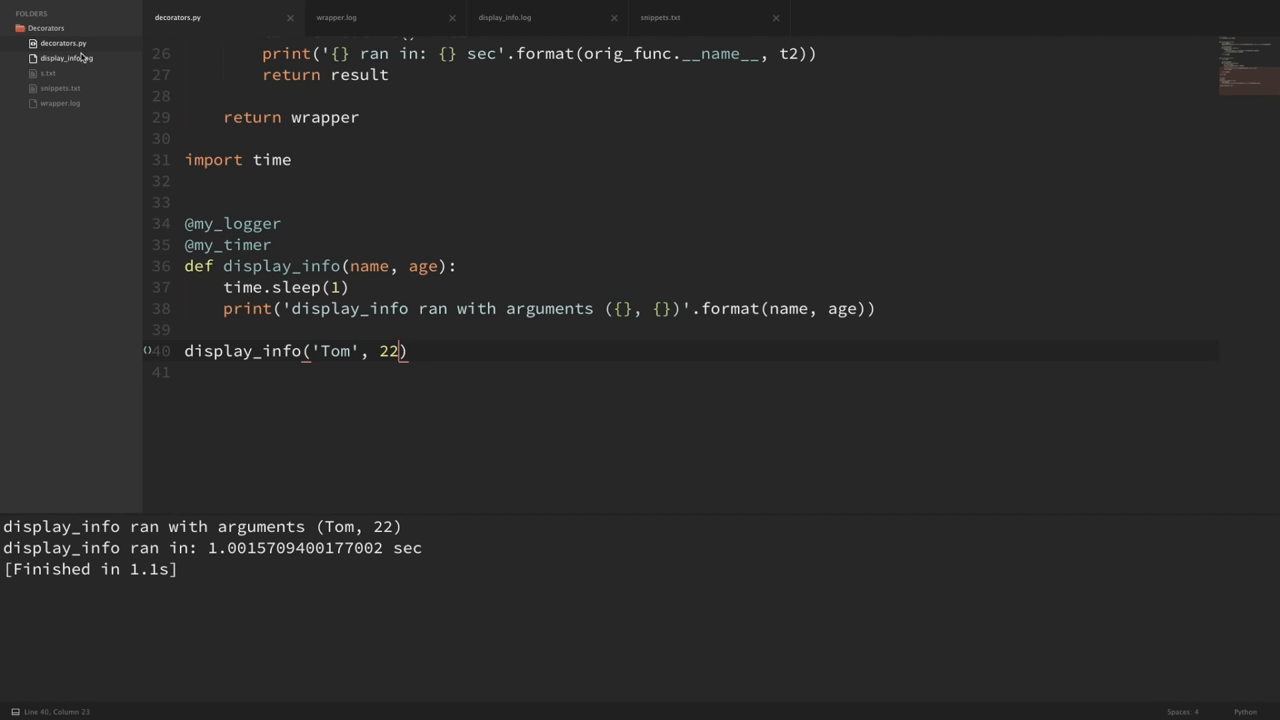 FOLDERS
Decorators
decorators.py
display_info.log
s.txt
snippets.txt
wrapper.log
decorators.py
wrapper.log
display_info.log
snippets.txt
26 print('{} ran in: {} sec'.format(orig_func.__name__, t2))
27 return result
28
29 return wrapper
30
31 import time
32
33
34 @my_logger
35 @my_timer
36 def display_info(name, age):
37 time.sleep(1)
38 print('display_info ran with arguments ({}, {})'.format(name, age))
39
40 display_info('Tom', 22)
41
display_info ran with arguments (Tom, 22)
display_info ran in: 1.0015709400177002 sec
[Finished in 1.1s]
Line 40, Column 23
Spaces: 4
Python